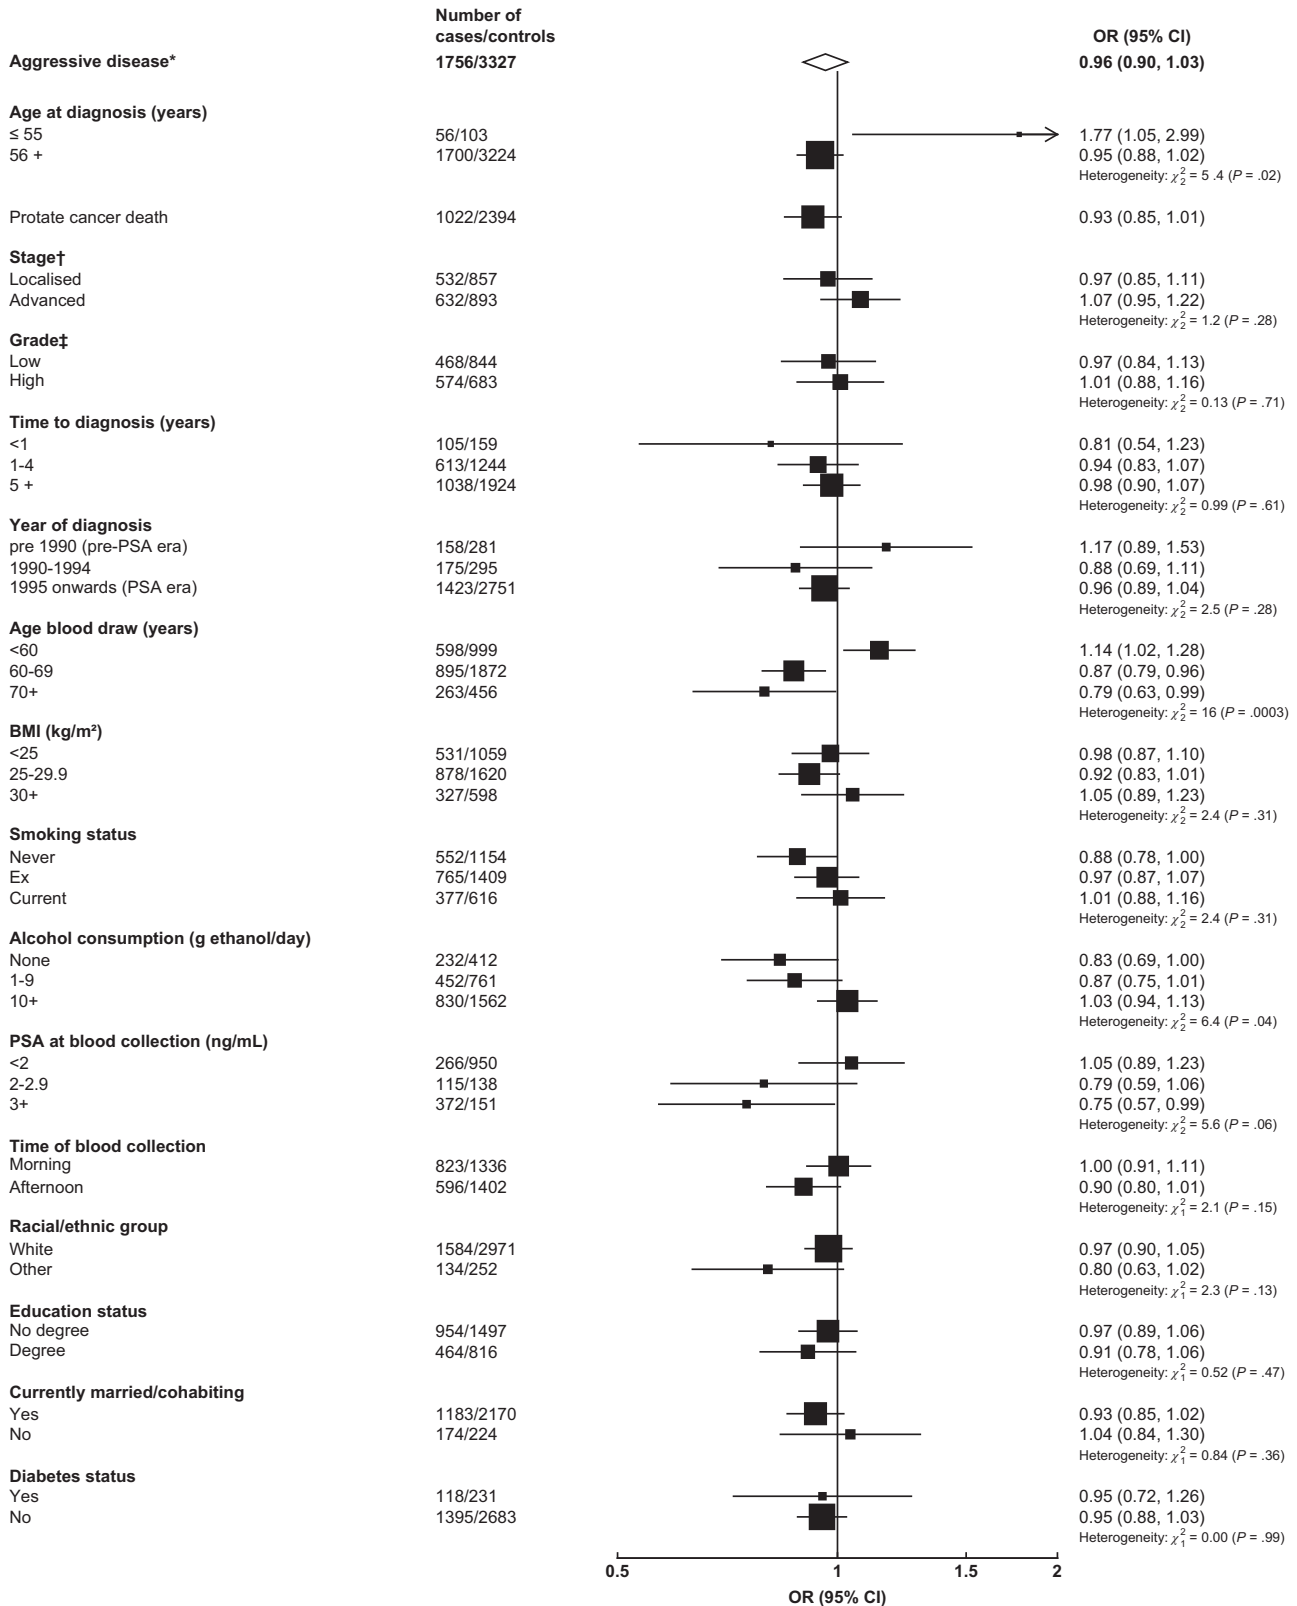 Number of
cases/controls
OR (95% CI)
Aggressive disease* 1756/3327 0.96 (0.90, 1.03)
Age at diagnosis (years)
≤ 55 56/103 1.77 (1.05, 2.99)
56 + 1700/3224 0.95 (0.88, 1.02)
Heterogeneity: χ²₂ = 5 .4 (P = .02)
Protate cancer death 1022/2394 0.93 (0.85, 1.01)
Stage†
Localised 532/857 0.97 (0.85, 1.11)
Advanced 632/893 1.07 (0.95, 1.22)
Heterogeneity: χ²₂ = 1.2 (P = .28)
Grade‡
Low 468/844 0.97 (0.84, 1.13)
High 574/683 1.01 (0.88, 1.16)
Heterogeneity: χ²₂ = 0.13 (P = .71)
Time to diagnosis (years)
<1 105/159 0.81 (0.54, 1.23)
1-4 613/1244 0.94 (0.83, 1.07)
5 + 1038/1924 0.98 (0.90, 1.07)
Heterogeneity: χ²₂ = 0.99 (P = .61)
Year of diagnosis
pre 1990 (pre-PSA era) 158/281 1.17 (0.89, 1.53)
1990-1994 175/295 0.88 (0.69, 1.11)
1995 onwards (PSA era) 1423/2751 0.96 (0.89, 1.04)
Heterogeneity: χ²₂ = 2.5 (P = .28)
Age blood draw (years)
<60 598/999 1.14 (1.02, 1.28)
60-69 895/1872 0.87 (0.79, 0.96)
70+ 263/456 0.79 (0.63, 0.99)
Heterogeneity: χ²₂ = 16 (P = .0003)
BMI (kg/m²)
<25 531/1059 0.98 (0.87, 1.10)
25-29.9 878/1620 0.92 (0.83, 1.01)
30+ 327/598 1.05 (0.89, 1.23)
Heterogeneity: χ²₂ = 2.4 (P = .31)
Smoking status
Never 552/1154 0.88 (0.78, 1.00)
Ex 765/1409 0.97 (0.87, 1.07)
Current 377/616 1.01 (0.88, 1.16)
Heterogeneity: χ²₂ = 2.4 (P = .31)
Alcohol consumption (g ethanol/day)
None 232/412 0.83 (0.69, 1.00)
1-9 452/761 0.87 (0.75, 1.01)
10+ 830/1562 1.03 (0.94, 1.13)
Heterogeneity: χ²₂ = 6.4 (P = .04)
PSA at blood collection (ng/mL)
<2 266/950 1.05 (0.89, 1.23)
2-2.9 115/138 0.79 (0.59, 1.06)
3+ 372/151 0.75 (0.57, 0.99)
Heterogeneity: χ²₂ = 5.6 (P = .06)
Time of blood collection
Morning 823/1336 1.00 (0.91, 1.11)
Afternoon 596/1402 0.90 (0.80, 1.01)
Heterogeneity: χ²₁ = 2.1 (P = .15)
Racial/ethnic group
White 1584/2971 0.97 (0.90, 1.05)
Other 134/252 0.80 (0.63, 1.02)
Heterogeneity: χ²₁ = 2.3 (P = .13)
Education status
No degree 954/1497 0.97 (0.89, 1.06)
Degree 464/816 0.91 (0.78, 1.06)
Heterogeneity: χ²₁ = 0.52 (P = .47)
Currently married/cohabiting
Yes 1183/2170 0.93 (0.85, 1.02)
No 174/224 1.04 (0.84, 1.30)
Heterogeneity: χ²₁ = 0.84 (P = .36)
Diabetes status
Yes 118/231 0.95 (0.72, 1.26)
No 1395/2683 0.95 (0.88, 1.03)
Heterogeneity: χ²₁ = 0.00 (P = .99)
0.5 1 1.5 2
OR (95% CI)